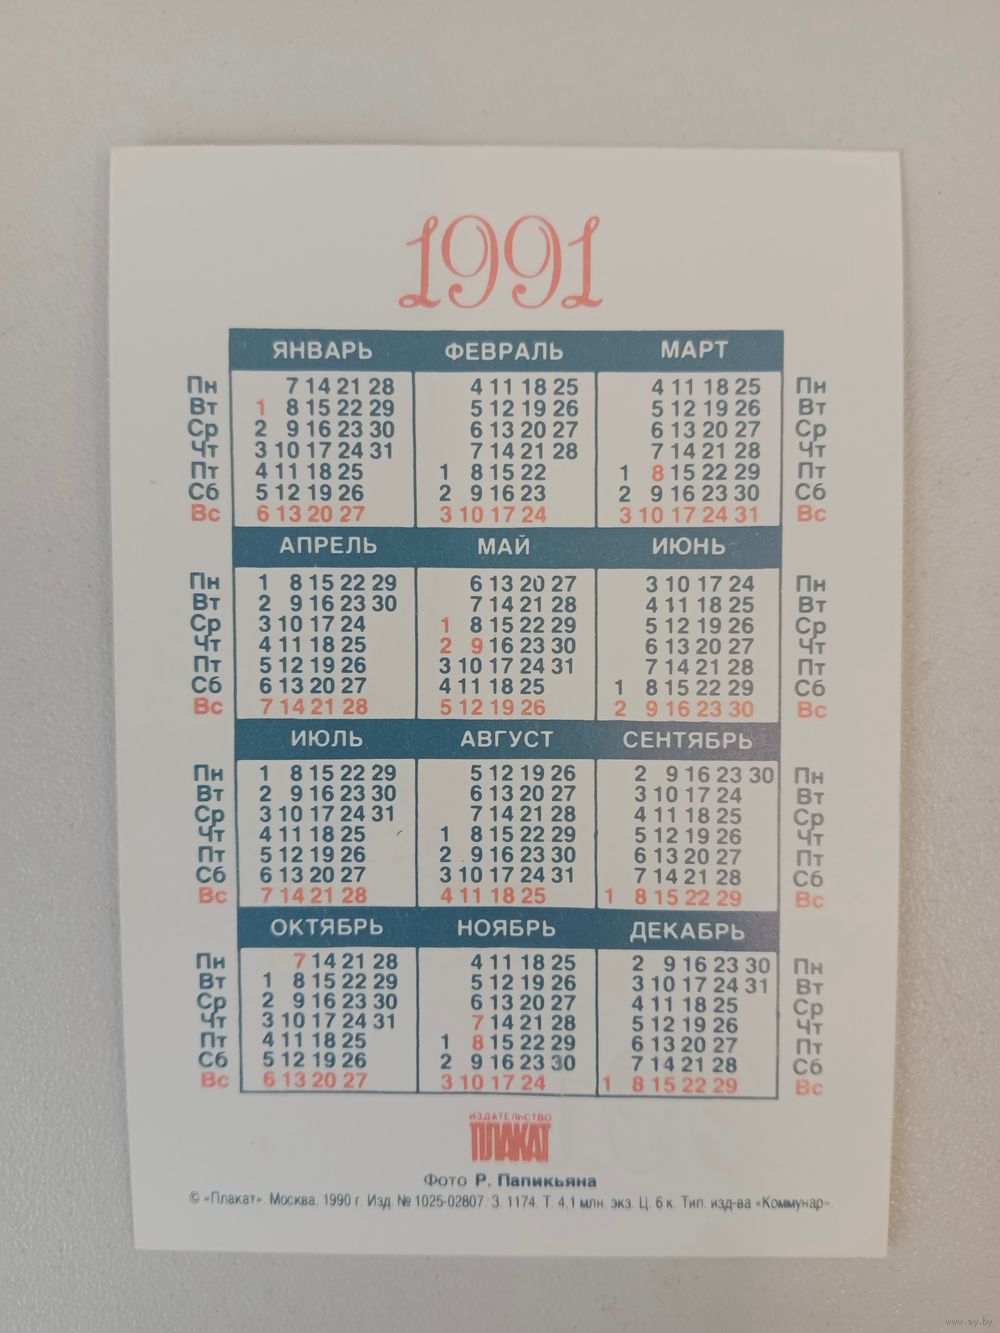 1991
ЯНВАРЬ ФЕВРАЛЬ МАРТ
Пн 7 14 21 28 4 11 18 25 4 11 18 25 Пн
Вт 1 8 15 22 29 5 12 19 26 5 12 19 26 Вт
Ср 2 9 16 23 30 6 13 20 27 6 13 20 27 Ср
Чт 3 10 17 24 31 7 14 21 28 7 14 21 28 Чт
Пт 4 11 18 25 1 8 15 22 1 8 15 22 29 Пт
Сб 5 12 19 26 2 9 16 23 2 9 16 23 30 Сб
Вс 6 13 20 27 3 10 17 24 3 10 17 24 31 Вс
АПРЕЛЬ МАЙ ИЮНЬ
Пн 1 8 15 22 29 6 13 20 27 3 10 17 24 Пн
Вт 2 9 16 23 30 7 14 21 28 4 11 18 25 Вт
Ср 3 10 17 24 1 8 15 22 29 5 12 19 26 Ср
Чт 4 11 18 25 2 9 16 23 30 6 13 20 27 Чт
Пт 5 12 19 26 3 10 17 24 31 7 14 21 28 Пт
Сб 6 13 20 27 4 11 18 25 1 8 15 22 29 Сб
Вс 7 14 21 28 5 12 19 26 2 9 16 23 30 Вс
ИЮЛЬ АВГУСТ СЕНТЯБРЬ
Пн 1 8 15 22 29 5 12 19 26 2 9 16 23 30 Пн
Вт 2 9 16 23 30 6 13 20 27 3 10 17 24 Вт
Ср 3 10 17 24 31 7 14 21 28 4 11 18 25 Ср
Чт 4 11 18 25 1 8 15 22 29 5 12 19 26 Чт
Пт 5 12 19 26 2 9 16 23 30 6 13 20 27 Пт
Сб 6 13 20 27 3 10 17 24 31 7 14 21 28 Сб
Вс 7 14 21 28 4 11 18 25 1 8 15 22 29 Вс
ОКТЯБРЬ НОЯБРЬ ДЕКАБРЬ
Пн 7 14 21 28 4 11 18 25 2 9 16 23 30 Пн
Вт 1 8 15 22 29 5 12 19 26 3 10 17 24 31 Вт
Ср 2 9 16 23 30 6 13 20 27 4 11 18 25 Ср
Чт 3 10 17 24 31 7 14 21 28 5 12 19 26 Чт
Пт 4 11 18 25 1 8 15 22 29 6 13 20 27 Пт
Сб 5 12 19 26 2 9 16 23 30 7 14 21 28 Сб
Вс 6 13 20 27 3 10 17 24 1 8 15 22 29 Вс
ИЗДАТЕЛЬСТВО
ПЛАКАТ
Фото Р. Папикьяна
© «Плакат». Москва. 1990 г. Изд. № 1025-02807. З. 1174. Т. 4,1 млн. экз. Ц. 6 к. Тип. изд-ва «Коммунар».
www.ay.by